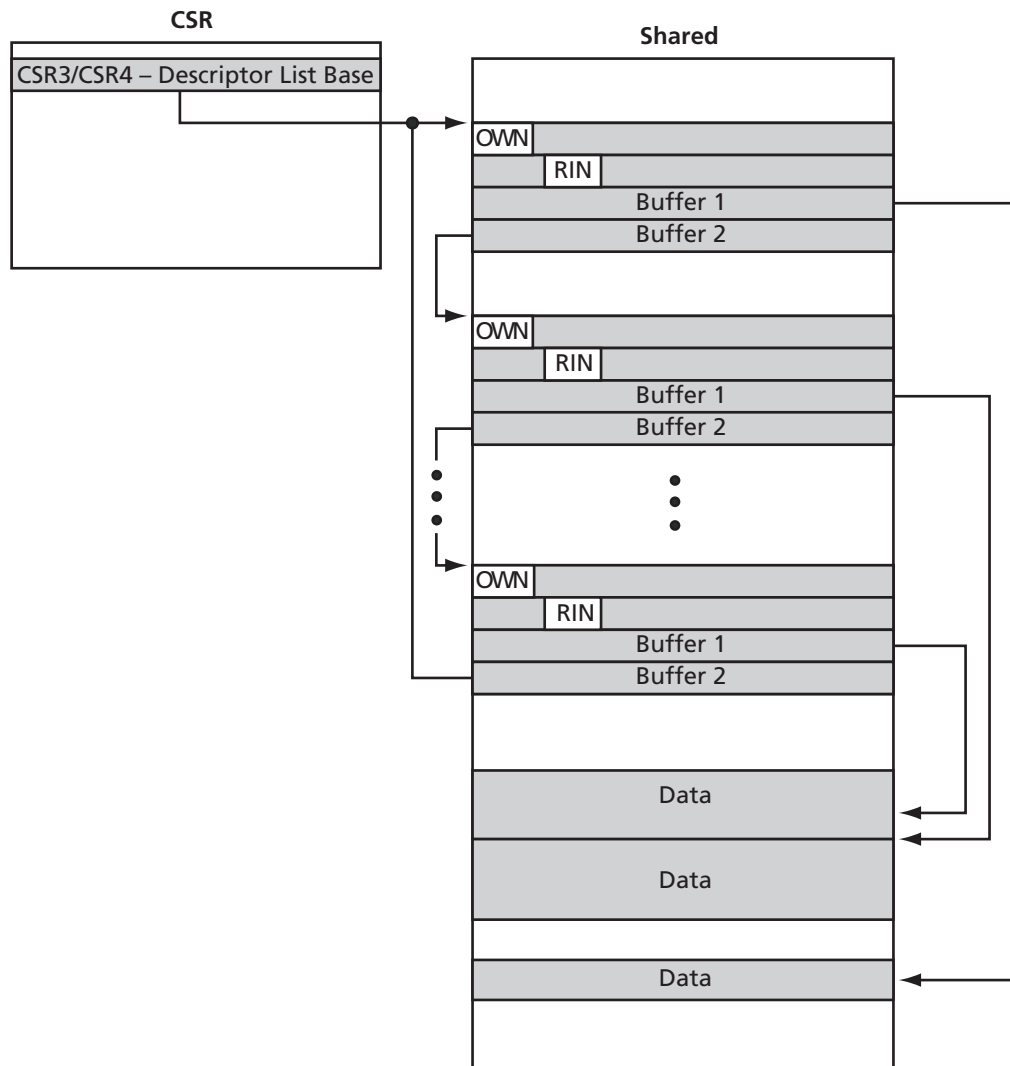 CSR
CSR3/CSR4 – Descriptor List Base
Shared
OWN
RIN
Buffer 1
Buffer 2
OWN
RIN
Buffer 1
Buffer 2
OWN
RIN
Buffer 1
Buffer 2
Data
Data
Data